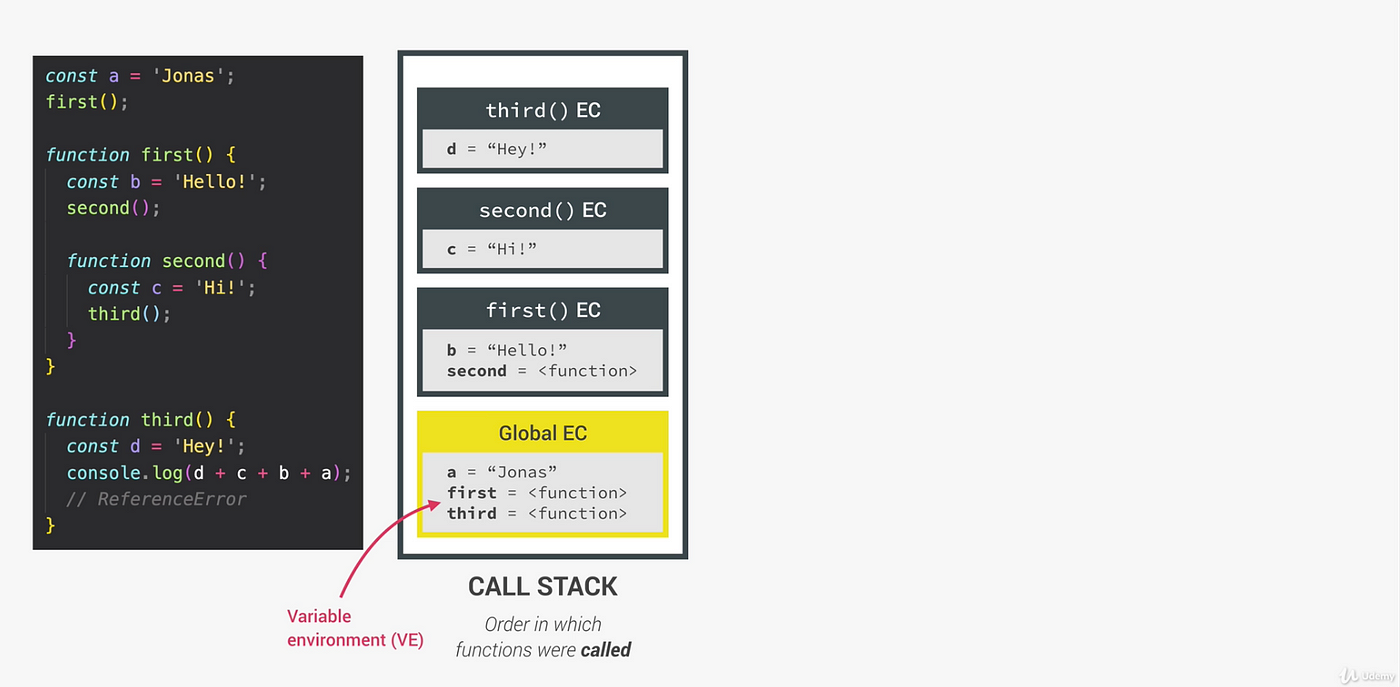 const a = 'Jonas';
first();
function first() {
const b = 'Hello!';
second();
function second() {
const c = 'Hi!';
third();
}
}
function third() {
const d = 'Hey!';
console.log(d + c + b + a);
// ReferenceError
}
third() EC
d = “Hey!”
second() EC
c = “Hi!”
first() EC
b = “Hello!”
second = <function>
Global EC
a = “Jonas”
first = <function>
third = <function>
Variable
environment (VE)
CALL STACK
Order in which
functions were called
Udemy